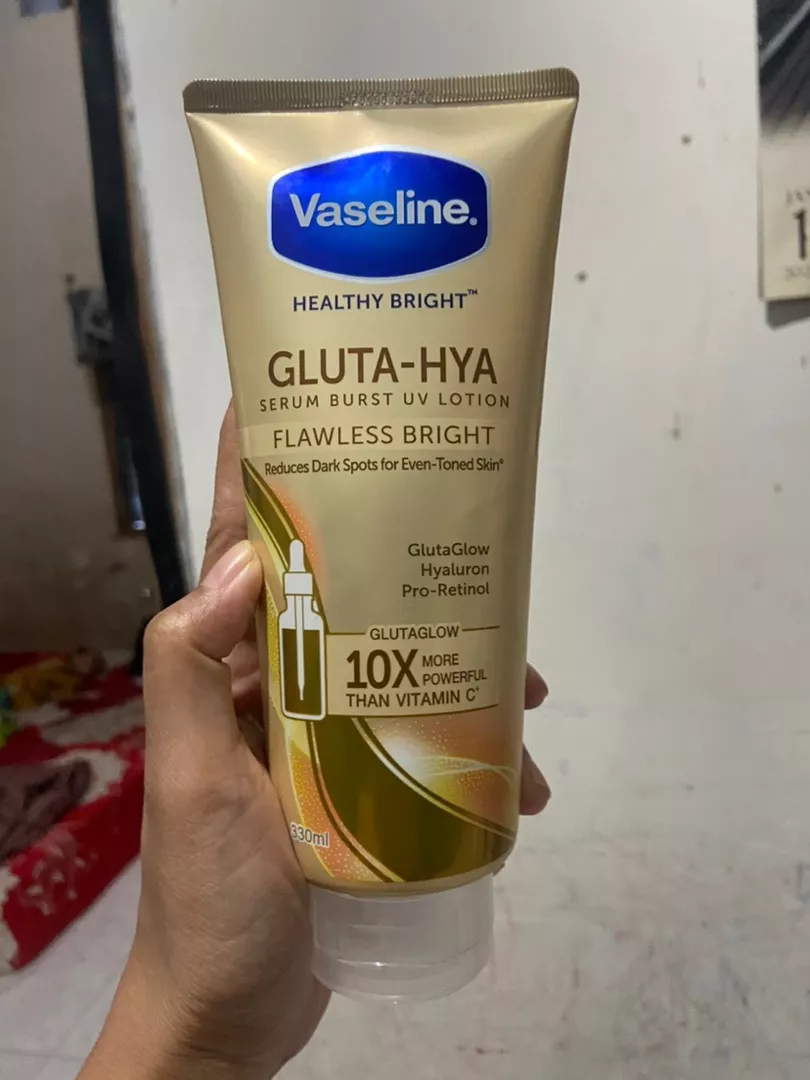 Vaseline.
HEALTHY BRIGHT™
GLUTA-HYA
SERUM BURST UV LOTION
FLAWLESS BRIGHT
Reduces Dark Spots for Even-Toned Skin*
GlutaGlow
Hyaluron
Pro-Retinol
GLUTAGLOW
10X MORE
POWERFUL
THAN VITAMIN C*
330ml